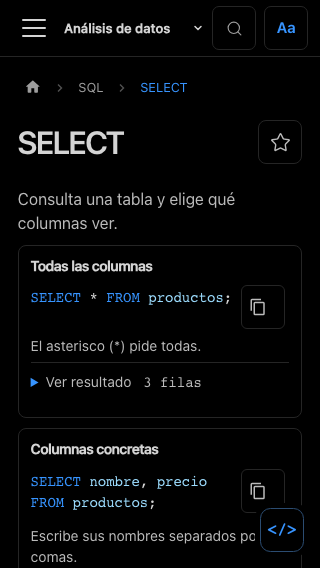 Análisis de datos
Aa
SQL
SELECT
SELECT
Consulta una tabla y elige qué
columnas ver.
Todas las columnas
SELECT * FROM productos;
El asterisco (*) pide todas.
Ver resultado 3 filas
Columnas concretas
SELECT nombre, precio
FROM productos;
</>
Escribe sus nombres separados po
comas.